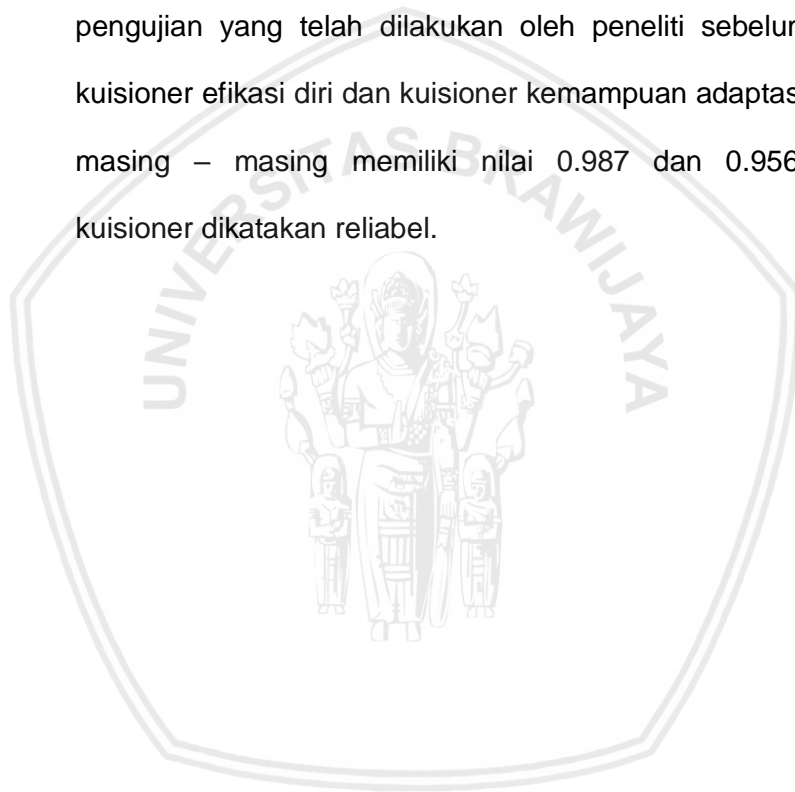 pengujian yang telah dilakukan oleh peneliti sebelum
kuisioner efikasi diri dan kuisioner kemampuan adaptas
masing – masing memiliki nilai 0.987 dan 0.956
kuisioner dikatakan reliabel.
UNIVERSITAS BRAWIJAYA